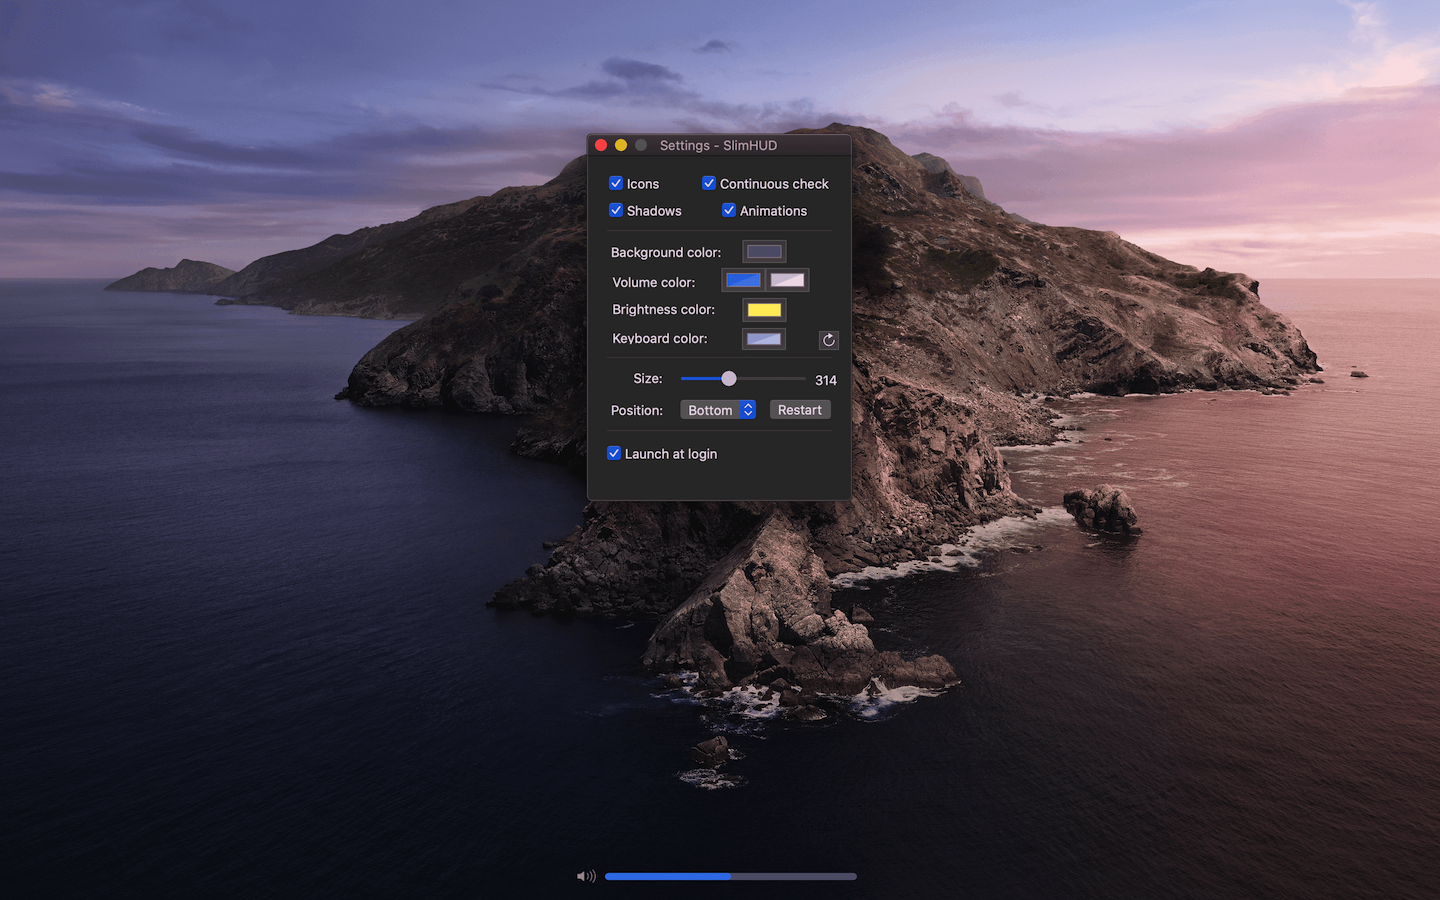 Settings - SlimHUD
Icons
Continuous check
Shadows
Animations
Background color:
Volume color:
Brightness color:
Keyboard color:
Size:
314
Position:
Bottom
Restart
Launch at login